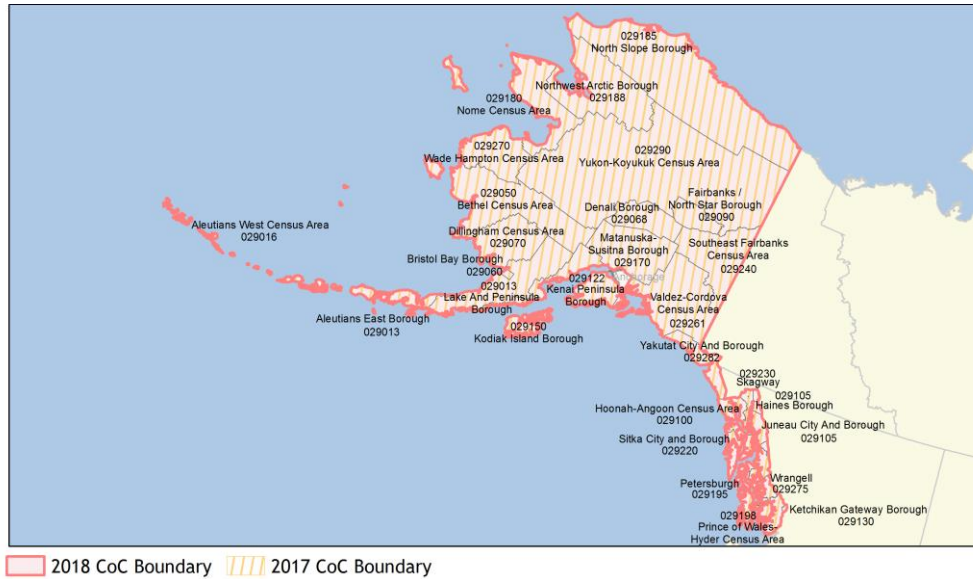 029185
North Slope Borough
Northwest Arctic Borough
029188
029180
Nome Census Area
029270
Wade Hampton Census Area
029290
Yukon-Koyukuk Census Area
029050
Bethel Census Area
Fairbanks /
North Star Borough
029090
Denali Borough
029068
Aleutians West Census Area
029016
Dillingham Census Area
029070
Matanuska-
Susitna Borough
029170
Southeast Fairbanks
Census Area
029240
Bristol Bay Borough
029060
029013
Lake And Peninsula
Borough
029122
Kenai Peninsula
Borough
Anchorage
Valdez-Cordova
Census Area
029261
Aleutians East Borough
029013
029150
Kodiak Island Borough
Yakutat City And Borough
029282
029230
Skagway
029105
Haines Borough
Hoonah-Angoon Census Area
029100
Juneau City And Borough
029105
Sitka City and Borough
029220
Petersburgh
029195
Wrangell
029275
029198
Prince of Wales-
Hyder Census Area
Ketchikan Gateway Borough
029130
2018 CoC Boundary
2017 CoC Boundary